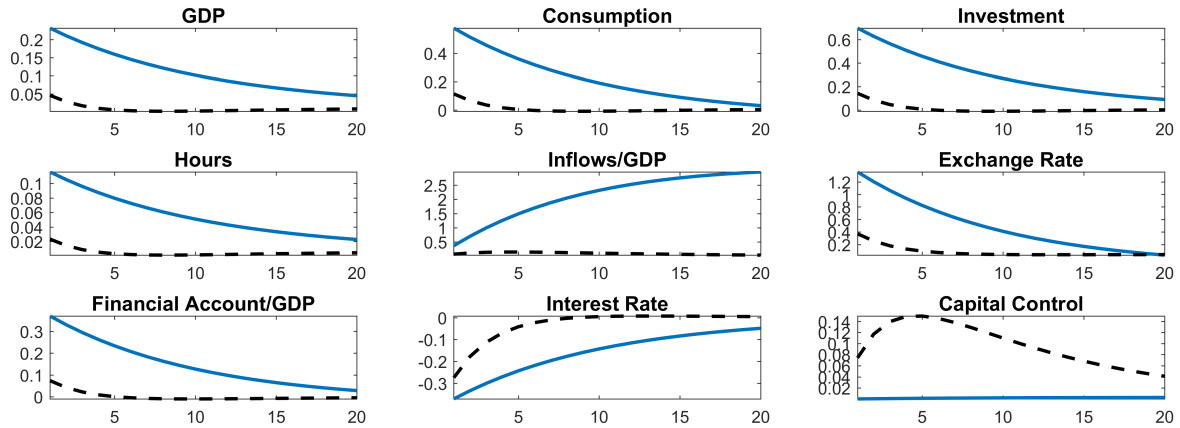 GDP
0.2
0.15
0.1
0.05
5 10 15 20
Consumption
0.4
0.2
0
5 10 15 20
Investment
0.6
0.4
0.2
0
5 10 15 20
Hours
0.1
0.08
0.06
0.04
0.02
5 10 15 20
Inflows/GDP
2.5
2
1.5
1
0.5
5 10 15 20
Exchange Rate
1.2
1
0.8
0.6
0.4
0.2
5 10 15 20
Financial Account/GDP
0.3
0.2
0.1
0
5 10 15 20
Interest Rate
0
-0.1
-0.2
-0.3
5 10 15 20
Capital Control
0.14
0.12
0.1
0.08
0.06
0.04
0.02
5 10 15 20